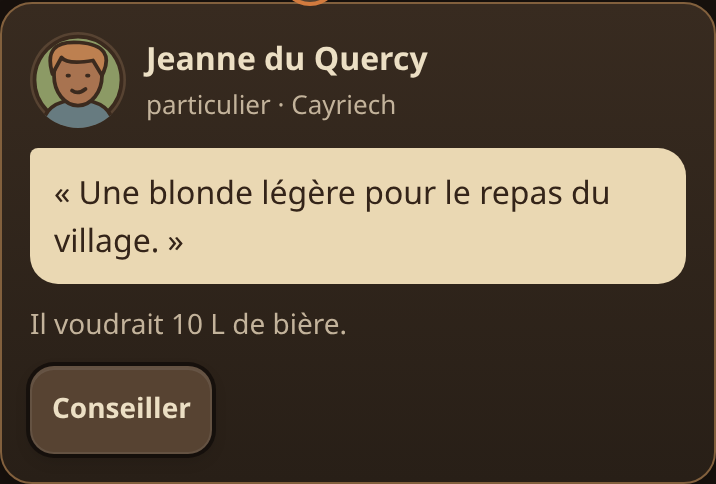 Jeanne du Quercy
particulier · Cayriech
« Une blonde légère pour le repas du
village. »
Il voudrait 10 L de bière.
Conseiller